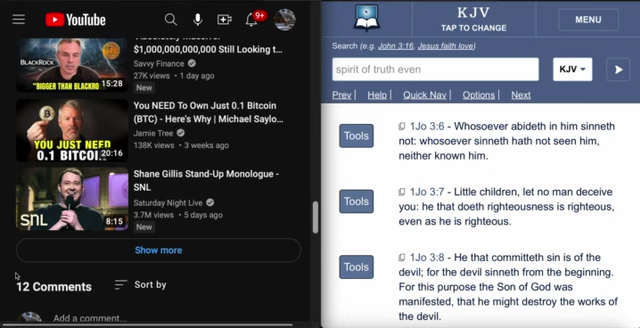 YouTube
9+
Absolutely Massive!
$1,000,000,000,000 Still Looking t...
Savvy Finance
27K views • 1 day ago
New
BLACKROCK
"BIGGER THAN BLACKRO
15:28
You NEED To Own Just 0.1 Bitcoin
(BTC) - Here's Why | Michael Saylo...
Jamie Tree
138K views • 3 weeks ago
YOU JUST NEED
0.1 BITCOI
20:16
Shane Gillis Stand-Up Monologue -
SNL
Saturday Night Live
3.7M views • 5 days ago
New
SNL
8:15
Show more
12 Comments
Sort by
Add a comment...
KJV
TAP TO CHANGE
MENU
Search (e.g. John 3:16, Jesus faith love)
spirit of truth even
KJV
Prev | Help | Quick Nav | Options | Next
Tools
1Jo 3:6 - Whosoever abideth in him sinneth
not: whosoever sinneth hath not seen him,
neither known him.
Tools
1Jo 3:7 - Little children, let no man deceive
you: he that doeth righteousness is righteous,
even as he is righteous.
Tools
1Jo 3:8 - He that committeth sin is of the
devil; for the devil sinneth from the beginning.
For this purpose the Son of God was
manifested, that he might destroy the works of
the devil.